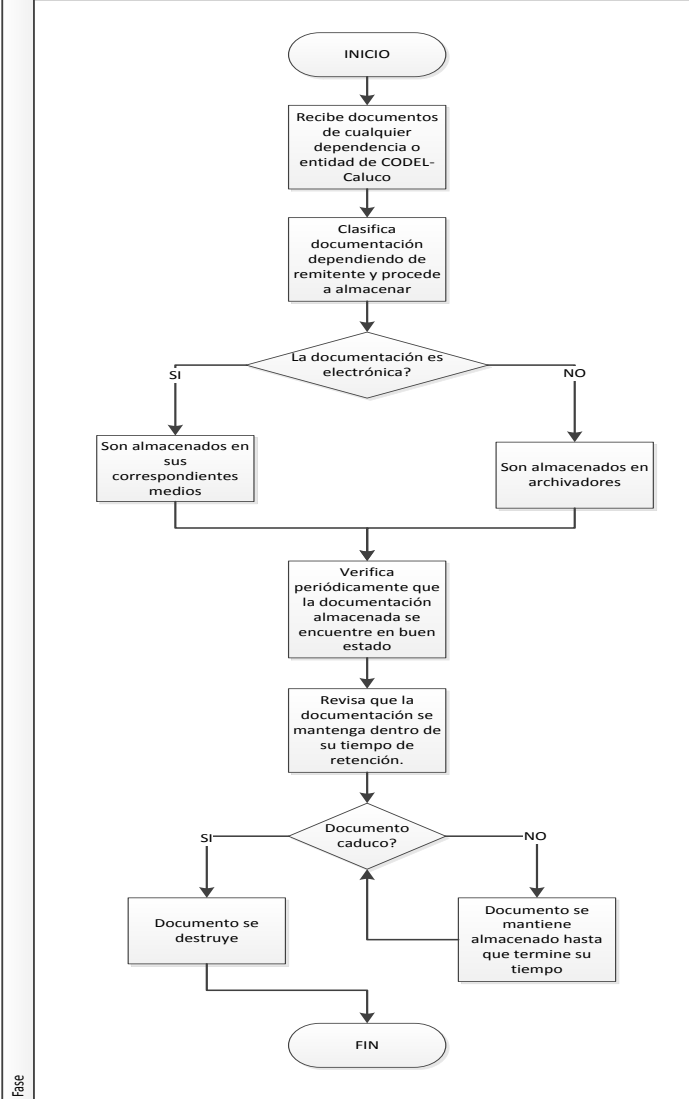 INICIO
Recibe documentos
de cualquier
dependencia o
entidad de CODEL-
Caluco
Clasifica
documentación
dependiendo de
remitente y procede
a almacenar
La documentación es
electrónica?
SI
NO
Son almacenados en
sus
correspondientes
medios
Son almacenados en
archivadores
Verifica
periódicamente que
la documentación
almacenada se
encuentre en buen
estado
Revisa que la
documentación se
mantenga dentro de
su tiempo de
retención.
Documento
caduco?
SI
NO
Documento se
destruye
Documento se
mantiene
almacenado hasta
que termine su
tiempo
FIN
Fase